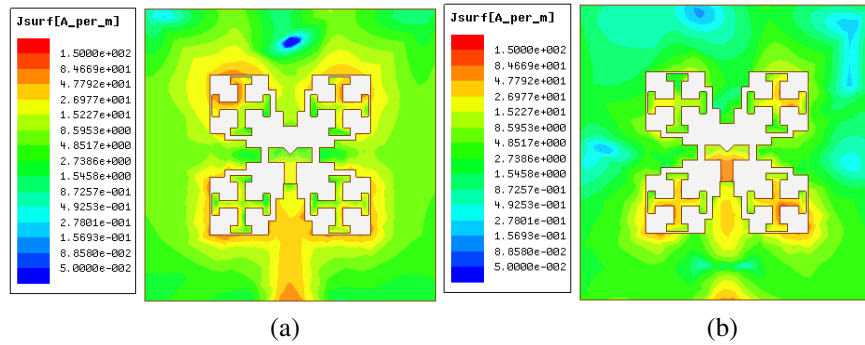 Jsurf[A_per_m]
1.5000e+002
8.4669e+001
4.7792e+001
2.6977e+001
1.5227e+001
8.5953e+000
4.8517e+000
2.7386e+000
1.5458e+000
8.7257e-001
4.9253e-001
2.7801e-001
1.5693e-001
8.8580e-002
5.0000e-002
(a)
Jsurf[A_per_m]
1.5000e+002
8.4669e+001
4.7792e+001
2.6977e+001
1.5227e+001
8.5953e+000
4.8517e+000
2.7386e+000
1.5458e+000
8.7257e-001
4.9253e-001
2.7801e-001
1.5693e-001
8.8580e-002
5.0000e-002
(b)